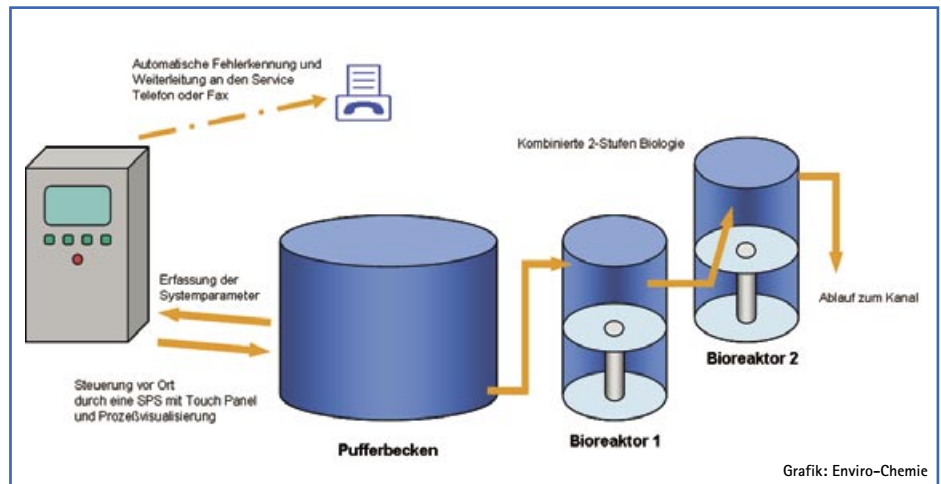 Automatische Fehlerkennung und
Weiterleitung an den Service
Telefon oder Fax
Kombinierte 2-Stufen Biologie
Erfassung der
Systemparameter
Ablauf zum Kanal
Bioreaktor 2
Steuerung vor Ort
durch eine SPS mit Touch Panel
und Prozeßvisualisierung
Bioreaktor 1
Pufferbecken
Grafik: Enviro-Chemie